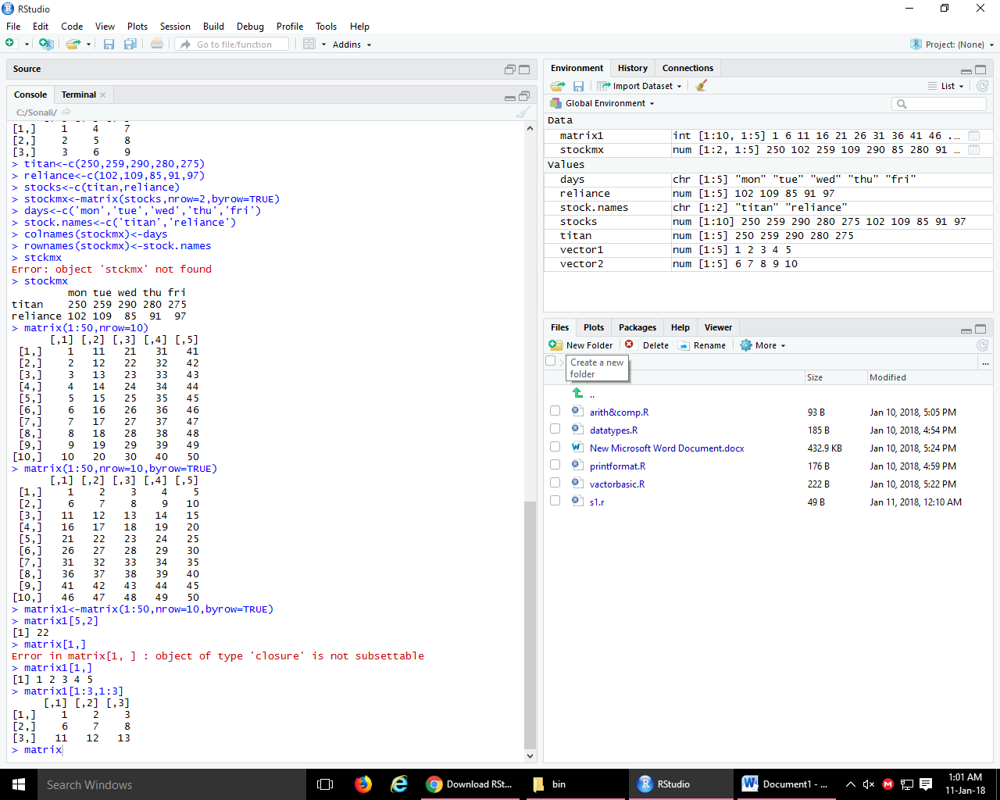 RStudio
File Edit Code View Plots Session Build Debug Profile Tools Help
Go to file/function Addins Project: (None)
Source
Console Terminal
C:/Sonali/
[1,] 1 4 7
[2,] 2 5 8
[3,] 3 6 9
> titan<-c(250,259,290,280,275)
> reliance<-c(102,109,85,91,97)
> stocks<-c(titan,reliance)
> stockmx<-matrix(stocks,nrow=2,byrow=TRUE)
> days<-c('mon','tue','wed','thu','fri')
> stock.names<-c('titan','reliance')
> colnames(stockmx)<-days
> rownames(stockmx)<-stock.names
> stckmx
Error: object 'stckmx' not found
> stockmx
mon tue wed thu fri
titan 250 259 290 280 275
reliance 102 109 85 91 97
> matrix(1:50,nrow=10)
[,1] [,2] [,3] [,4] [,5]
[1,] 1 11 21 31 41
[2,] 2 12 22 32 42
[3,] 3 13 23 33 43
[4,] 4 14 24 34 44
[5,] 5 15 25 35 45
[6,] 6 16 26 36 46
[7,] 7 17 27 37 47
[8,] 8 18 28 38 48
[9,] 9 19 29 39 49
[10,] 10 20 30 40 50
> matrix(1:50,nrow=10,byrow=TRUE)
[,1] [,2] [,3] [,4] [,5]
[1,] 1 2 3 4 5
[2,] 6 7 8 9 10
[3,] 11 12 13 14 15
[4,] 16 17 18 19 20
[5,] 21 22 23 24 25
[6,] 26 27 28 29 30
[7,] 31 32 33 34 35
[8,] 36 37 38 39 40
[9,] 41 42 43 44 45
[10,] 46 47 48 49 50
> matrix1<-matrix(1:50,nrow=10,byrow=TRUE)
> matrix1[5,2]
[1] 22
> matrix[1,]
Error in matrix[1, ] : object of type 'closure' is not subsettable
> matrix1[1,]
[1] 1 2 3 4 5
> matrix1[1:3,1:3]
[,1] [,2] [,3]
[1,] 1 2 3
[2,] 6 7 8
[3,] 11 12 13
> matrix
Environment History Connections
Import Dataset List
Global Environment
Data
matrix1 int [1:10, 1:5] 1 6 11 16 21 26 31 36 41 46 ...
stockmx num [1:2, 1:5] 250 102 259 109 290 85 280 91 ...
Values
days chr [1:5] "mon" "tue" "wed" "thu" "fri"
reliance num [1:5] 102 109 85 91 97
stock.names chr [1:2] "titan" "reliance"
stocks num [1:10] 250 259 290 280 275 102 109 85 91 97
titan num [1:5] 250 259 290 280 275
vector1 num [1:5] 1 2 3 4 5
vector2 num [1:5] 6 7 8 9 10
Files Plots Packages Help Viewer
New Folder Delete Rename More
Create a new
folder
...
Size Modified
..
arith&comp.R 93 B Jan 10, 2018, 5:05 PM
datatypes.R 185 B Jan 10, 2018, 4:54 PM
New Microsoft Word Document.docx 432.9 KB Jan 10, 2018, 5:24 PM
printformat.R 176 B Jan 10, 2018, 4:59 PM
vactorbasic.R 222 B Jan 10, 2018, 5:22 PM
s1.r 49 B Jan 11, 2018, 12:10 AM
Search Windows Download RSt... bin RStudio Document1 - ... 1:01 AM
11-Jan-18